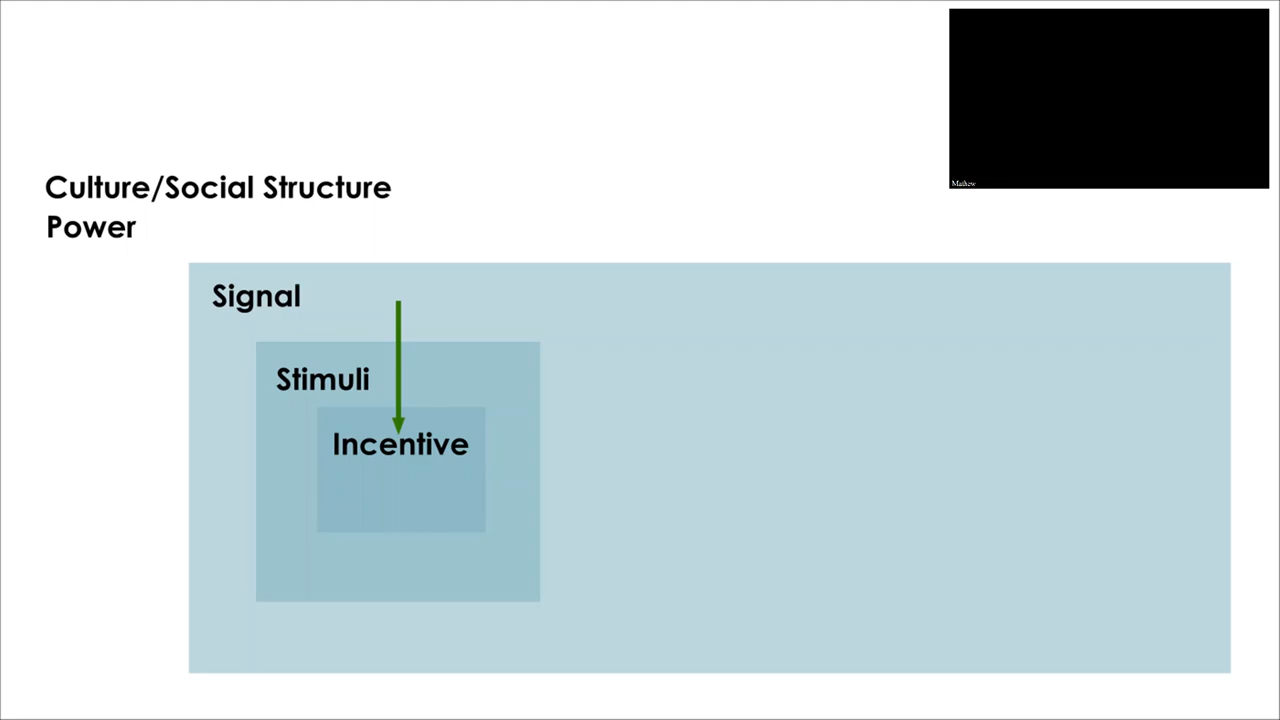 Mathew
Culture/Social Structure
Power
Signal
Stimuli
Incentive